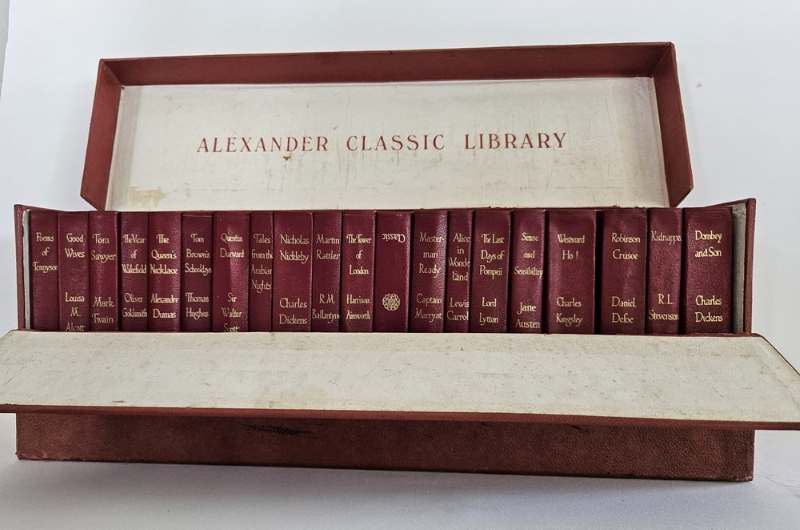 ALEXANDER CLASSIC LIBRARY
Poems
of
Tennyson
Good
Wives
Louisa
M.
Alcott
Tom
Sawyer
Mark
Twain
The Vicar
of
Wakefield
Oliver
Goldsmith
The
Queen's
Necklace
Alexandre
Dumas
Tom
Brown's
Schooldays
Thomas
Hughes
Quentin
Durward
Sir
Walter
Scott
Tales
from the
Arabian
Nights
Nicholas
Nickleby
Charles
Dickens
Martin
Rattler
R.M.
Ballantyne
The Tower
of
London
Harrison
Ainsworth
Classic
Master-
man
Ready
Captain
Marryat
Alice
in
Wonder
Land
Lewis
Carroll
The Last
Days of
Pompeii
Lord
Lytton
Sense
and
Sensibility
Jane
Austen
Westward
Ho!
Charles
Kingsley
Robinson
Crusoe
Daniel
Defoe
Kidnapped
R.L.
Stevenson
Dombey
and Son
Charles
Dickens